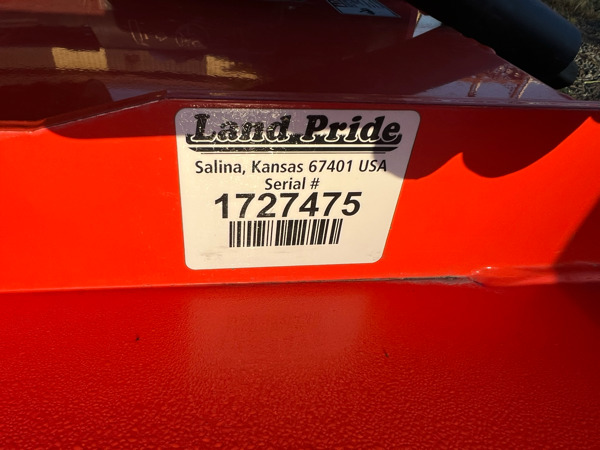 Land Pride
Salina, Kansas 67401 USA
Serial #
1727475